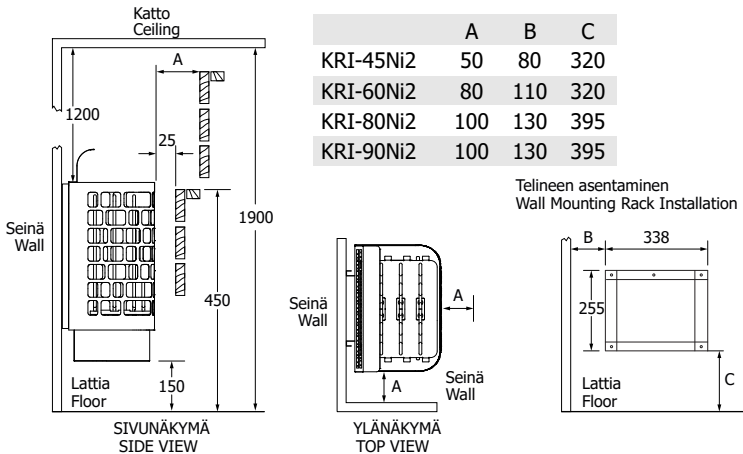 Katto
Ceiling
A
1200
25
Seinä
Wall
1900
450
Lattia
Floor
150
SIVUNÄKYMÄ
SIDE VIEW
A B C
KRI-45Ni2 50 80 320
KRI-60Ni2 80 110 320
KRI-80Ni2 100 130 395
KRI-90Ni2 100 130 395
Seinä
Wall
A
A
Seinä
Wall
YLÄNÄKYMÄ
TOP VIEW
Telineen asentaminen
Wall Mounting Rack Installation
B 338
255
C
Lattia
Floor